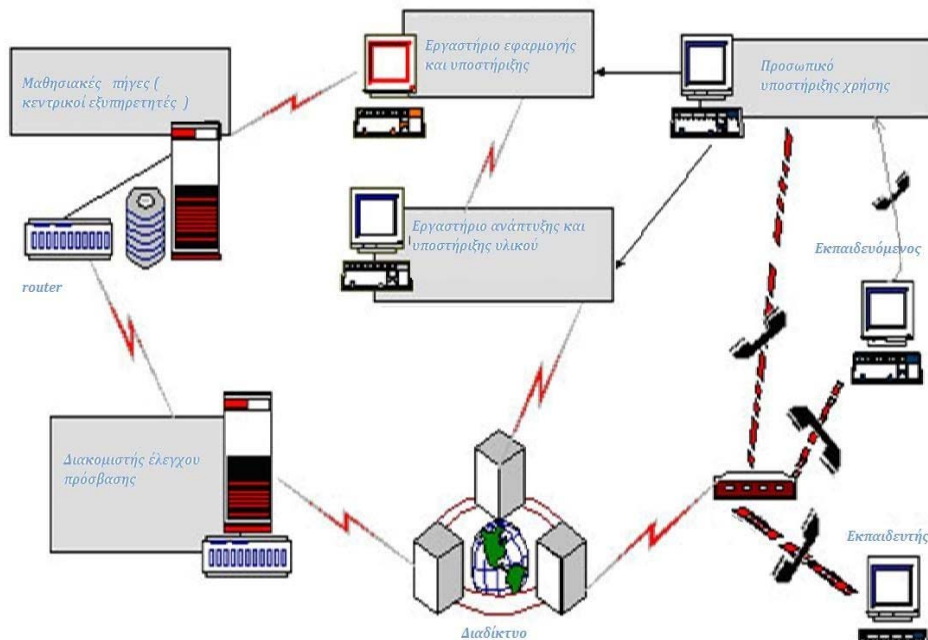 Μαθησιακές πηγές (
κεντρικοί εξυπηρετητές )
Εργαστήριο εφαρμογής
και υποστήριξης
Προσωπικό
υποστήριξης χρήσης
Εργαστήριο ανάπτυξης και
υποστήριξης υλικού
Εκπαιδευόμενος
router
Διακομιστής έλεγχου
πρόσβασης
Εκπαιδευτής
Διαδίκτυο